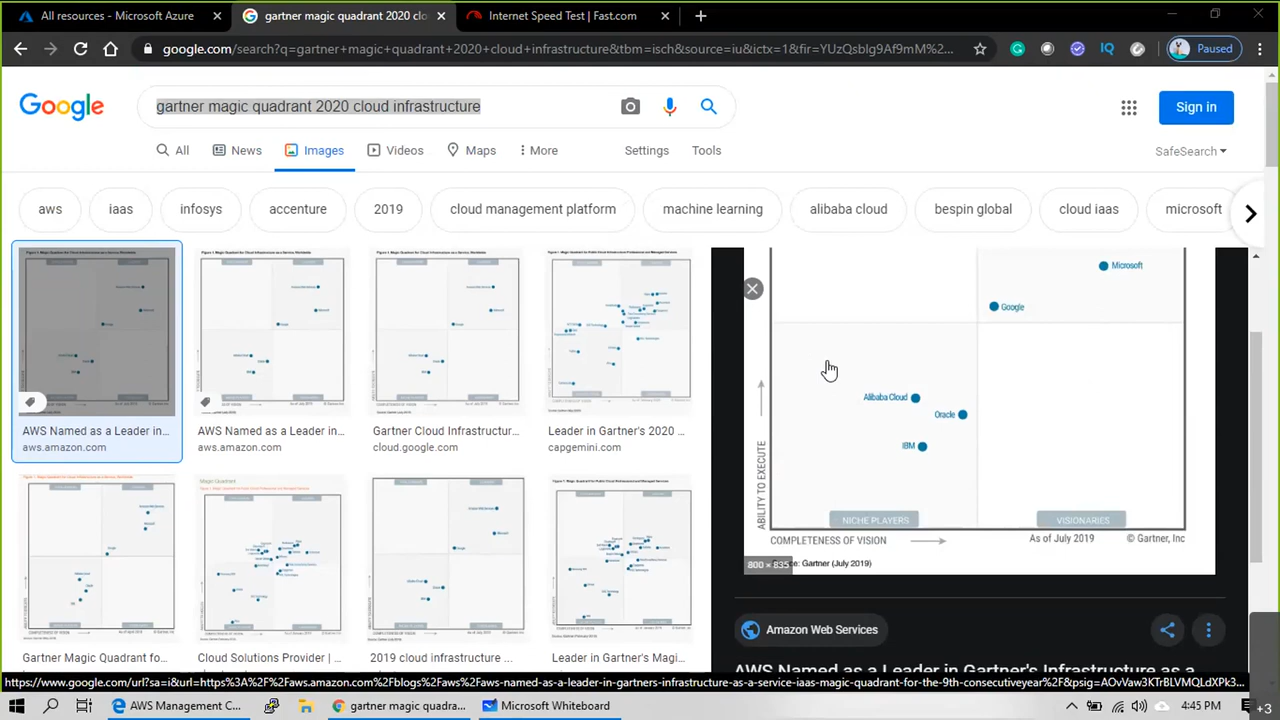 All resources - Microsoft Azure
gartner magic quadrant 2020 clo
Internet Speed Test | Fast.com
google.com/search?q=gartner+magic+quadrant+2020+cloud+infrastructure&tbm=isch&source=iu&ictx=1&fir=YUzQsblg9Af9mM%2...
IQ
Paused
Google
gartner magic quadrant 2020 cloud infrastructure
Sign in
All
News
Images
Videos
Maps
More
Settings
Tools
SafeSearch
aws
iaas
infosys
accenture
2019
cloud management platform
machine learning
alibaba cloud
bespin global
cloud iaas
microsoft
AWS Named as a Leader in...
aws.amazon.com
AWS Named as a Leader in...
aws.amazon.com
Gartner Cloud Infrastructur...
cloud.google.com
Leader in Gartner's 2020 ...
capgemini.com
Microsoft
Google
Alibaba Cloud
Oracle
IBM
ABILITY TO EXECUTE
NICHE PLAYERS
VISIONARIES
COMPLETENESS OF VISION
As of July 2019
© Gartner, Inc
800 × 835
: Gartner (July 2019)
Gartner Magic Quadrant fo...
Cloud Solutions Provider | ...
2019 cloud infrastructure ...
Leader in Gartner's Magi...
Amazon Web Services
AWS Named as a Leader in Gartner's Infrastructure as a
https://www.google.com/url?sa=i&url=https%3A%2F%2Faws.amazon.com%2Fblogs%2Faws%2Faws-named-as-a-leader-in-gartners-infrastructure-as-a-service-iaas-magic-quadrant-for-the-9th-consecutiveyear%2F&psig=AOvVaw3KTrBLVMQLdXPk3...
AWS Management C...
gartner magic quadra...
Microsoft Whiteboard
4:45 PM
+3